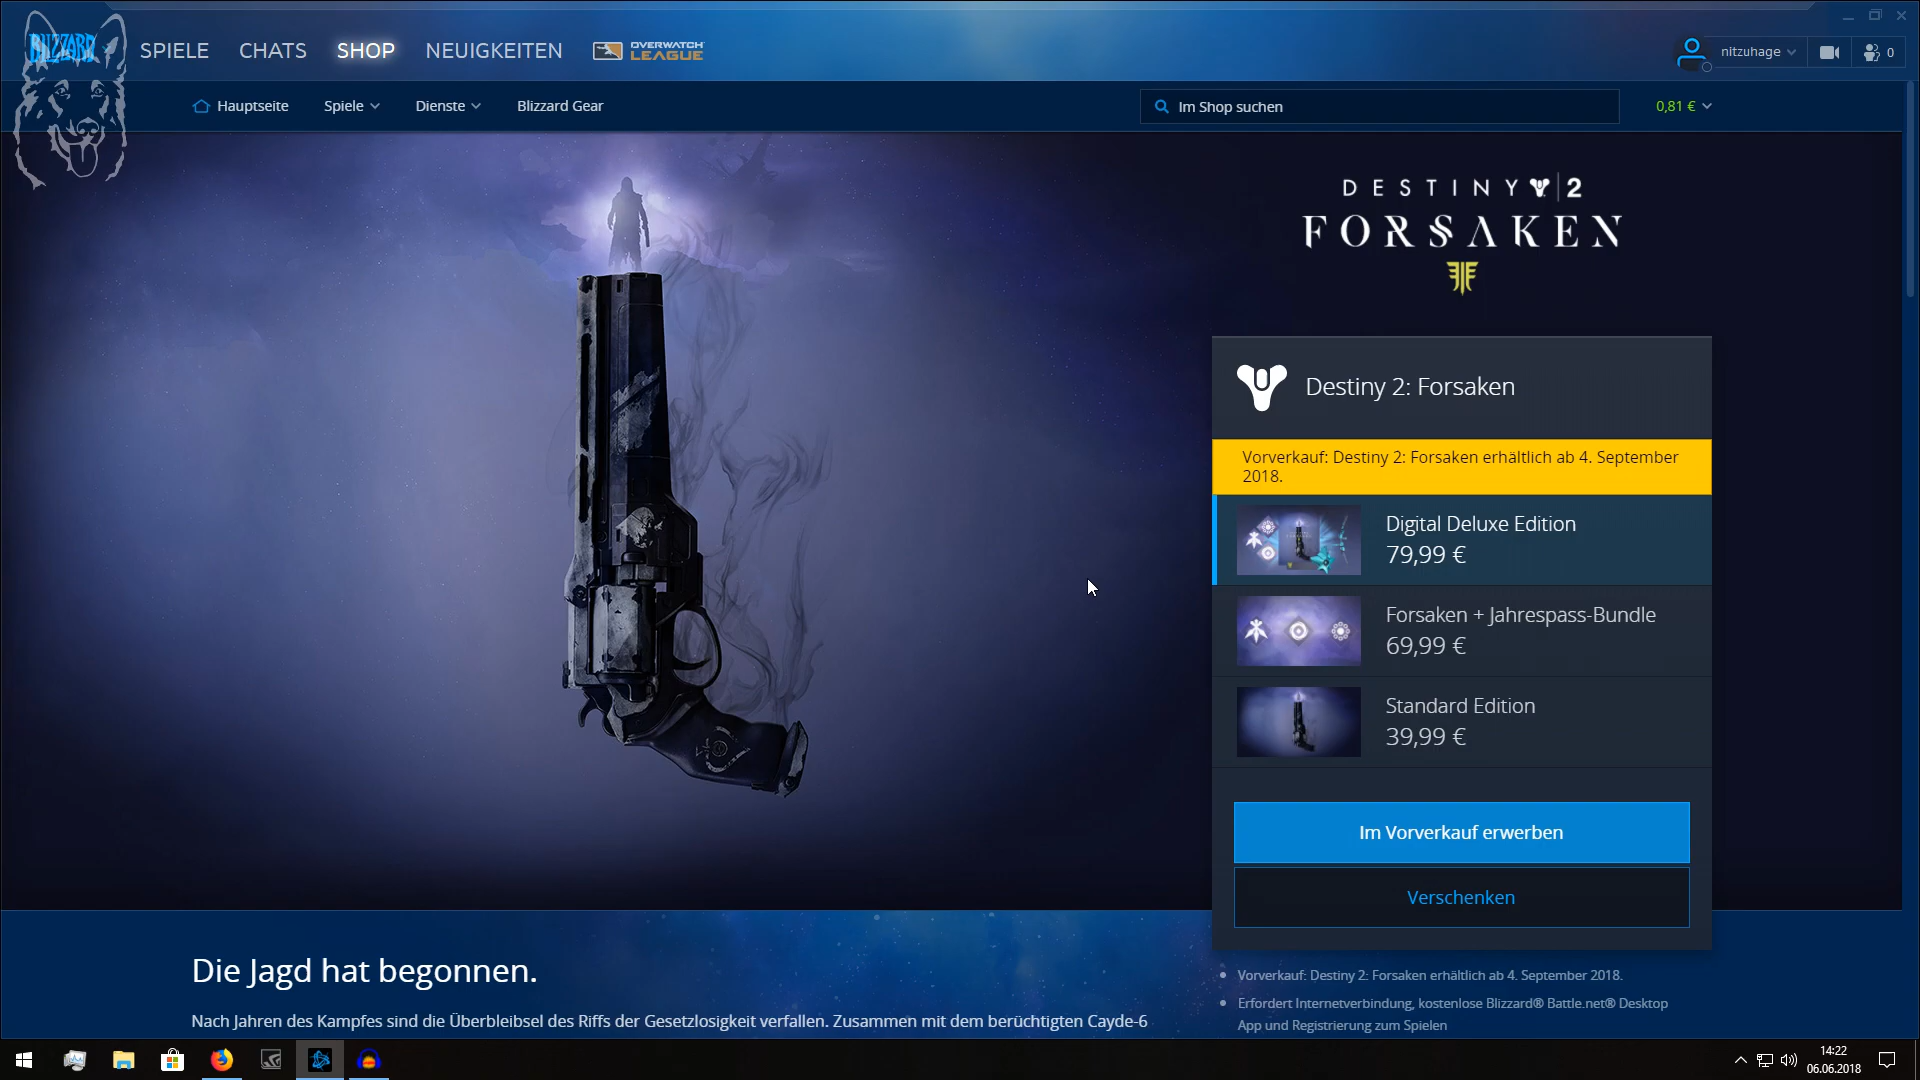 BLIZZARD
SPIELE
CHATS
SHOP
NEUIGKEITEN
OVERWATCH
LEAGUE
nitzuhage
0
Hauptseite
Spiele
Dienste
Blizzard Gear
Im Shop suchen
0,81 €
DESTINY 2
FORSAKEN
Destiny 2: Forsaken
Vorverkauf: Destiny 2: Forsaken erhältlich ab 4. September
2018.
Digital Deluxe Edition
79,99 €
Forsaken + Jahrespass-Bundle
69,99 €
Standard Edition
39,99 €
Im Vorverkauf erwerben
Verschenken
Die Jagd hat begonnen.
Nach Jahren des Kampfes sind die Überbleibsel des Riffs der Gesetzlosigkeit verfallen. Zusammen mit dem berüchtigten Cayde-6
Vorverkauf: Destiny 2: Forsaken erhältlich ab 4. September 2018.
Erfordert Internetverbindung, kostenlose Blizzard® Battle.net® Desktop
App und Registrierung zum Spielen
14:22
06.06.2018